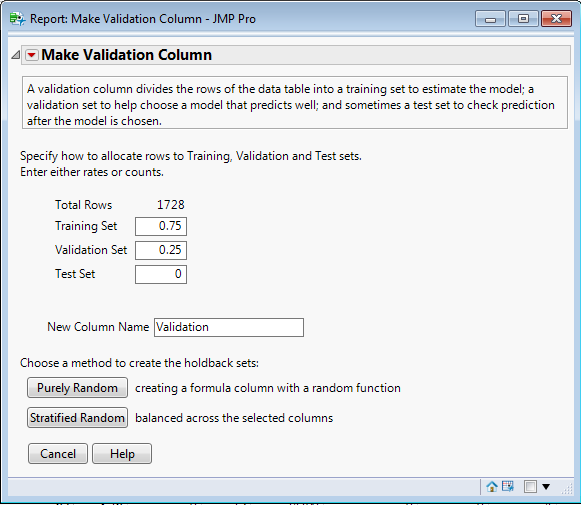 Report: Make Validation Column - JMP Pro
Make Validation Column
A validation column divides the rows of the data table into a training set to estimate the model; a
validation set to help choose a model that predicts well; and sometimes a test set to check prediction
after the model is chosen.
Specify how to allocate rows to Training, Validation and Test sets.
Enter either rates or counts.
Total Rows 1728
Training Set 0.75
Validation Set 0.25
Test Set 0
New Column Name Validation
Choose a method to create the holdback sets:
Purely Random creating a formula column with a random function
Stratified Random balanced across the selected columns
Cancel Help